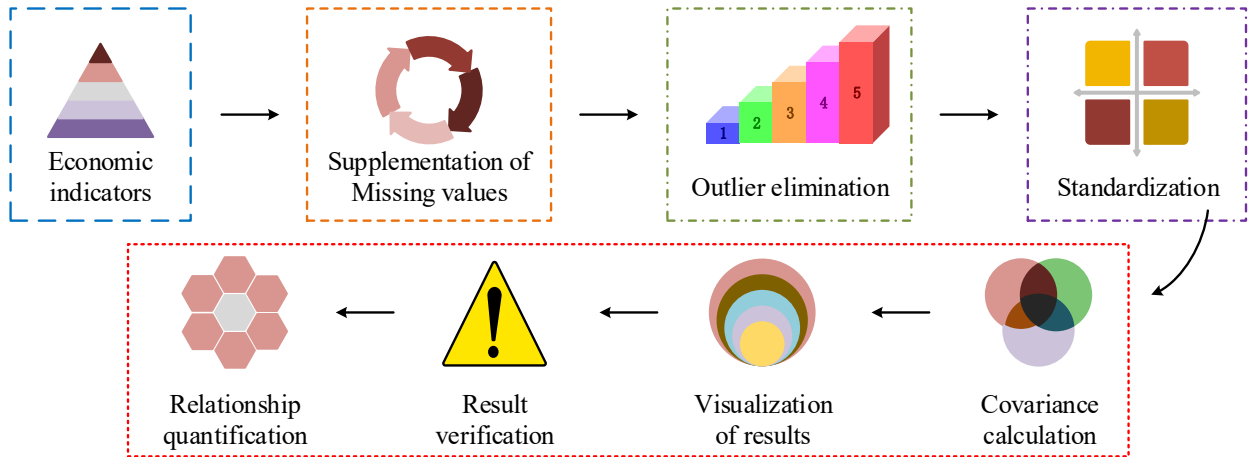 Economic
indicators
Supplementation of
Missing values
1
2
3
4
5
Outlier elimination
Standardization
Relationship
quantification
Result
verification
Visualization
of results
Covariance
calculation